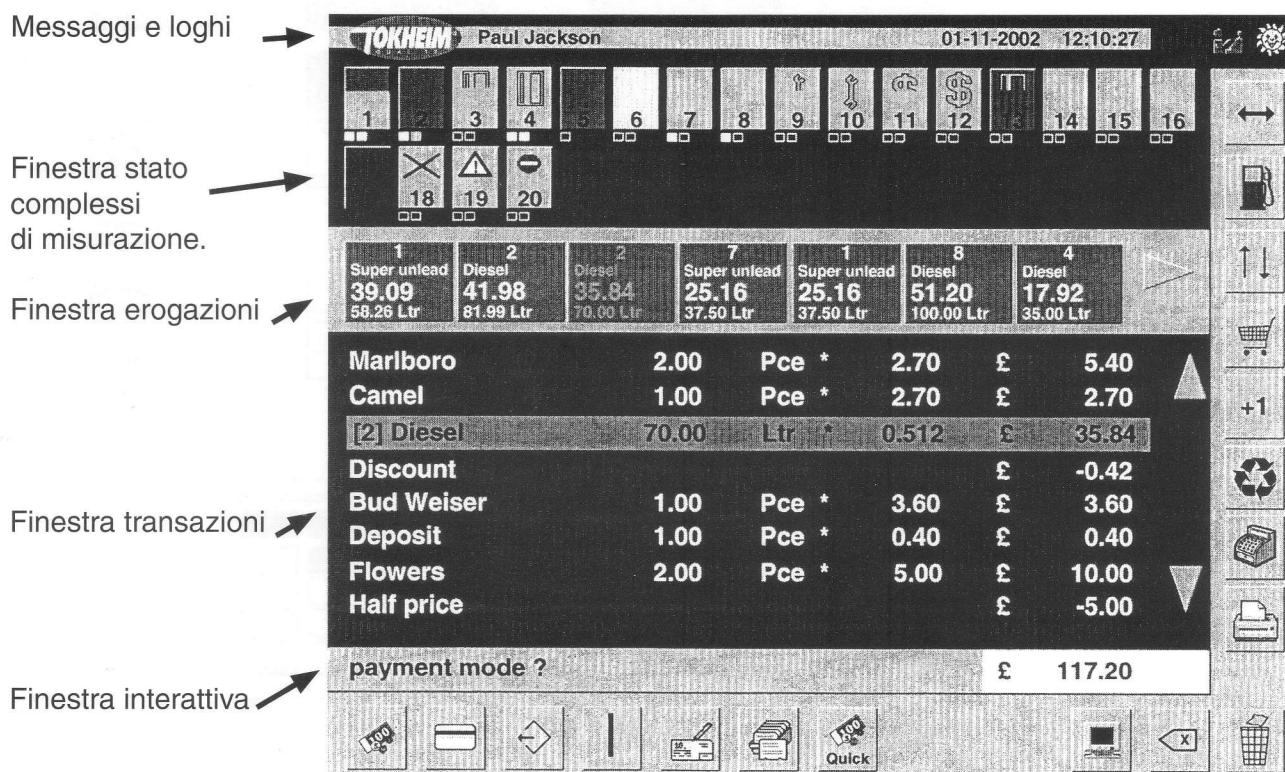 Messaggi e loghi
TOKHEIM Paul Jackson 01-11-2002 12:10:27
1 2 3 4 5 6 7 8 9 10 11 12 13 14 15 16
Finestra stato
complessi
di misurazione.
18 19 20
Finestra erogazioni
1 2 2 7 1 8 4
Super unlead Diesel Diesel Super unlead Super unlead Diesel Diesel
39.09 41.98 35.84 25.16 25.16 51.20 17.92
58.26 Ltr 81.99 Ltr 70.00 Ltr 37.50 Ltr 37.50 Ltr 100.00 Ltr 35.00 Ltr
Finestra transazioni
Marlboro 2.00 Pce * 2.70 £ 5.40
Camel 1.00 Pce * 2.70 £ 2.70
[2] Diesel 70.00 Ltr * 0.512 £ 35.84
Discount £ -0.42
Bud Weiser 1.00 Pce * 3.60 £ 3.60
Deposit 1.00 Pce * 0.40 £ 0.40
Flowers 2.00 Pce * 5.00 £ 10.00
Half price £ -5.00
+1
Finestra interattiva
payment mode ? £ 117.20
100
100
Quick
X